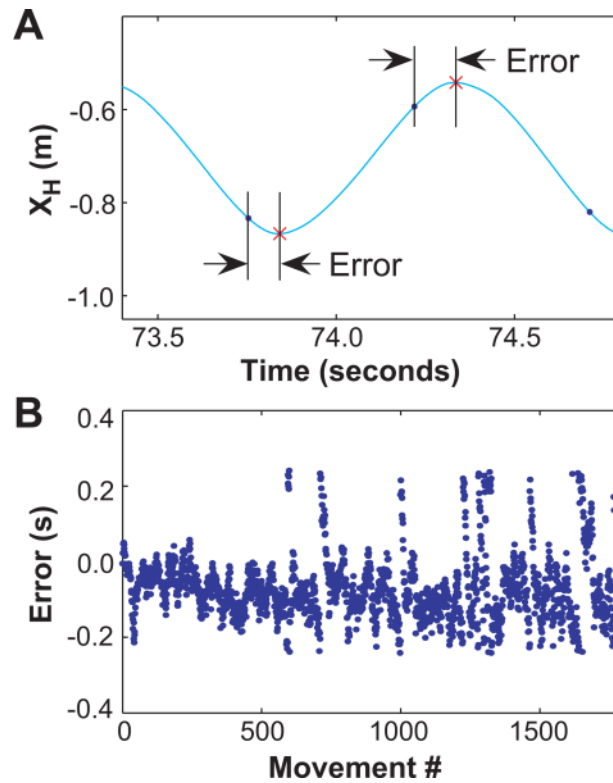 A
Error
-0.6
X_H (m)
-0.8
Error
-1.0
73.5 74.0 74.5
Time (seconds)
B
0.4
0.2
Error (s)
0.0
-0.2
-0.4
0 500 1000 1500
Movement #